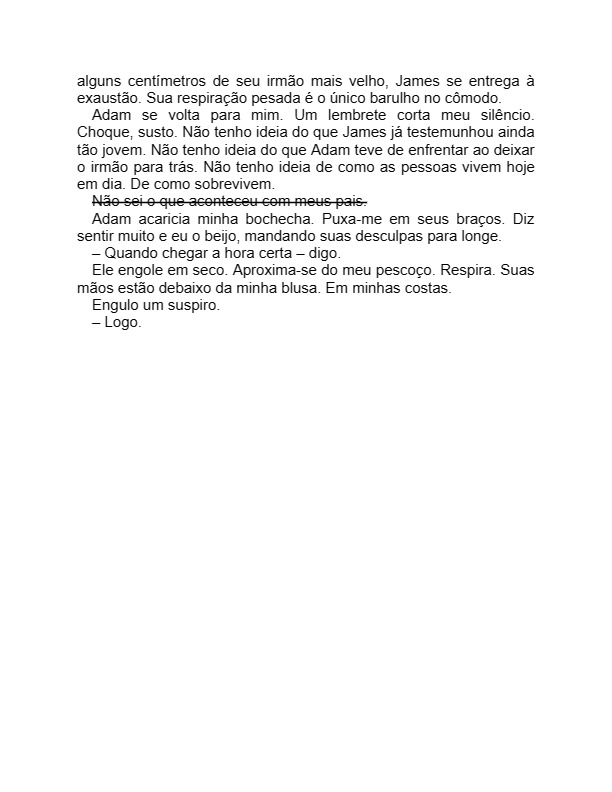 alguns centímetros de seu irmão mais velho, James se entrega à
exaustão. Sua respiração pesada é o único barulho no cômodo.
Adam se volta para mim. Um lembrete corta meu silêncio.
Choque, susto. Não tenho ideia do que James já testemunhou ainda
tão jovem. Não tenho ideia do que Adam teve de enfrentar ao deixar
o irmão para trás. Não tenho ideia de como as pessoas vivem hoje
em dia. De como sobrevivem.
Não sei o que aconteceu com meus pais.
Adam acaricia minha bochecha. Puxa-me em seus braços. Diz
sentir muito e eu o beijo, mandando suas desculpas para longe.
– Quando chegar a hora certa – digo.
Ele engole em seco. Aproxima-se do meu pescoço. Respira. Suas
mãos estão debaixo da minha blusa. Em minhas costas.
Engulo um suspiro.
– Logo.